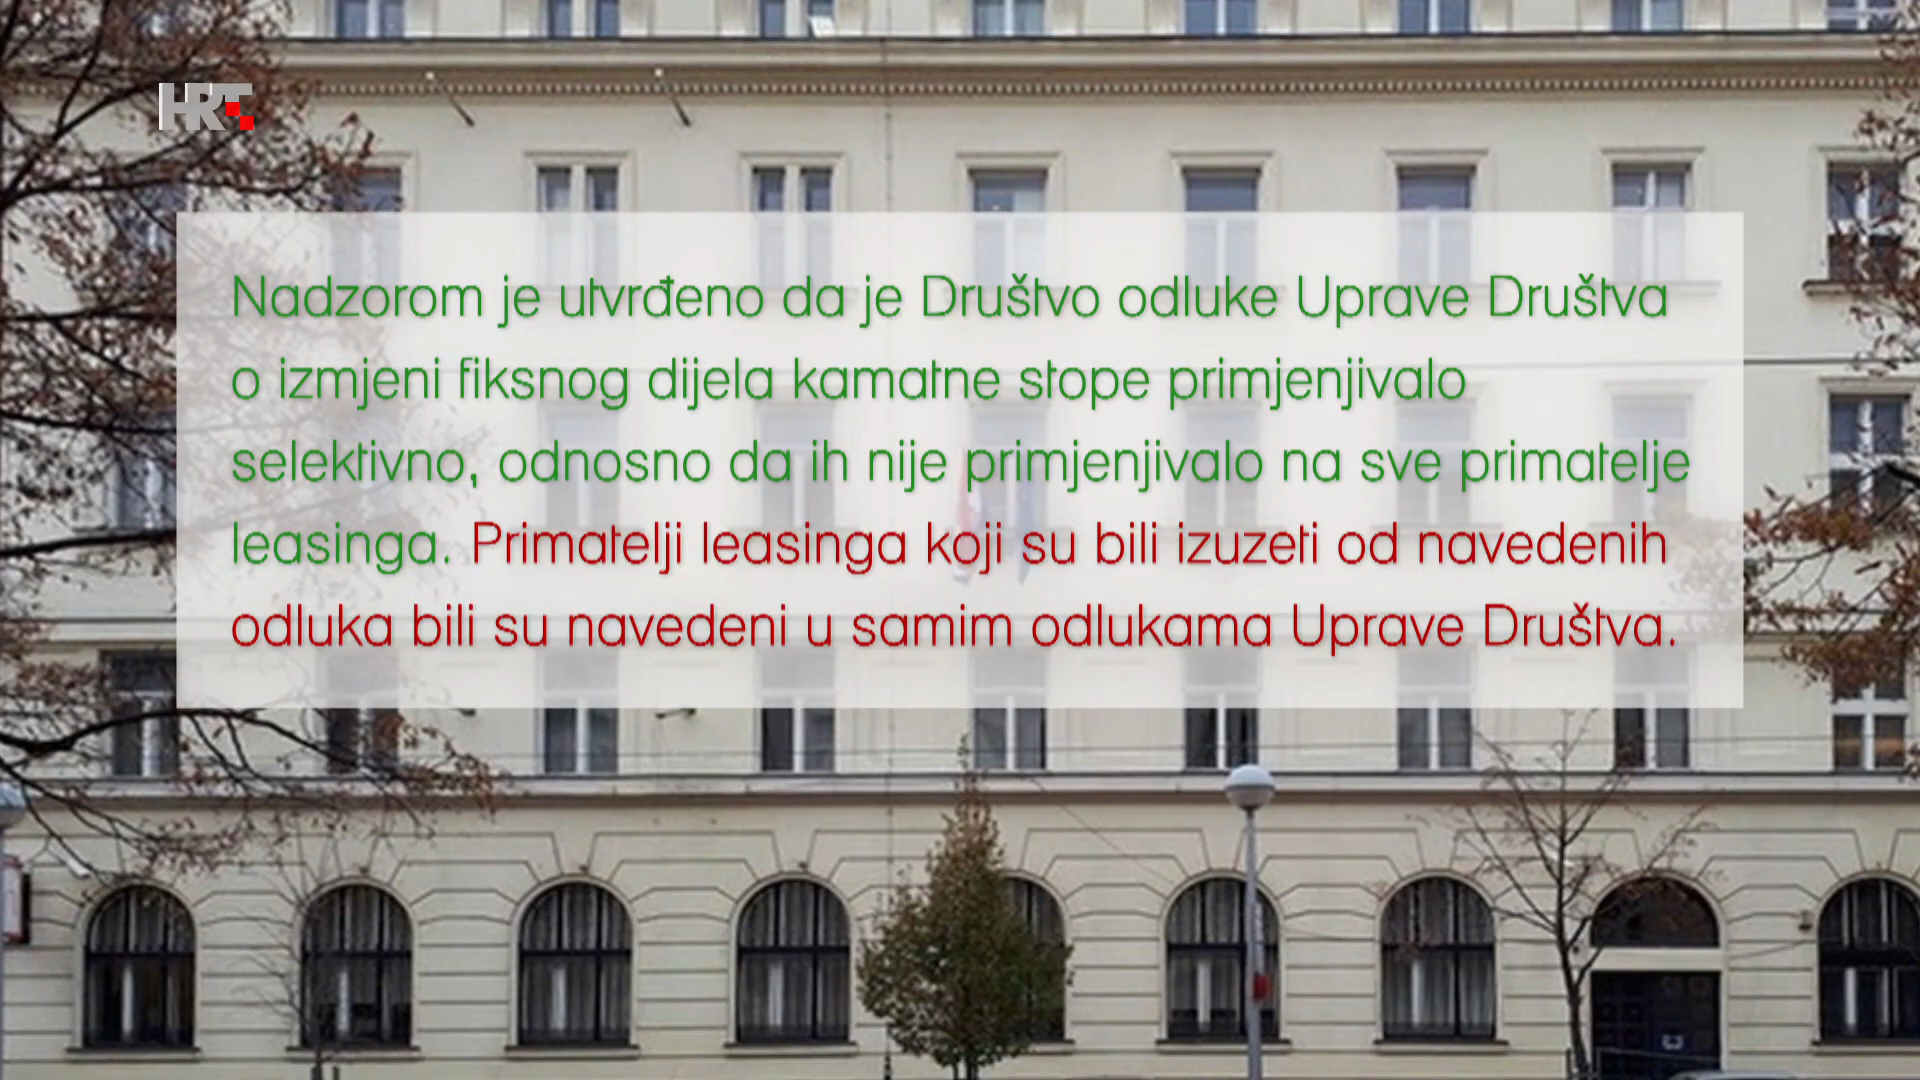 HRT
Nadzorom je utvrđeno da je Društvo odluke Uprave Društva
o izmjeni fiksnog dijela kamatne stope primjenjivalo
selektivno, odnosno da ih nije primjenjivalo na sve primatelje
leasinga. Primatelji leasinga koji su bili izuzeti od navedenih
odluka bili su navedeni u samim odlukama Uprave Društva.